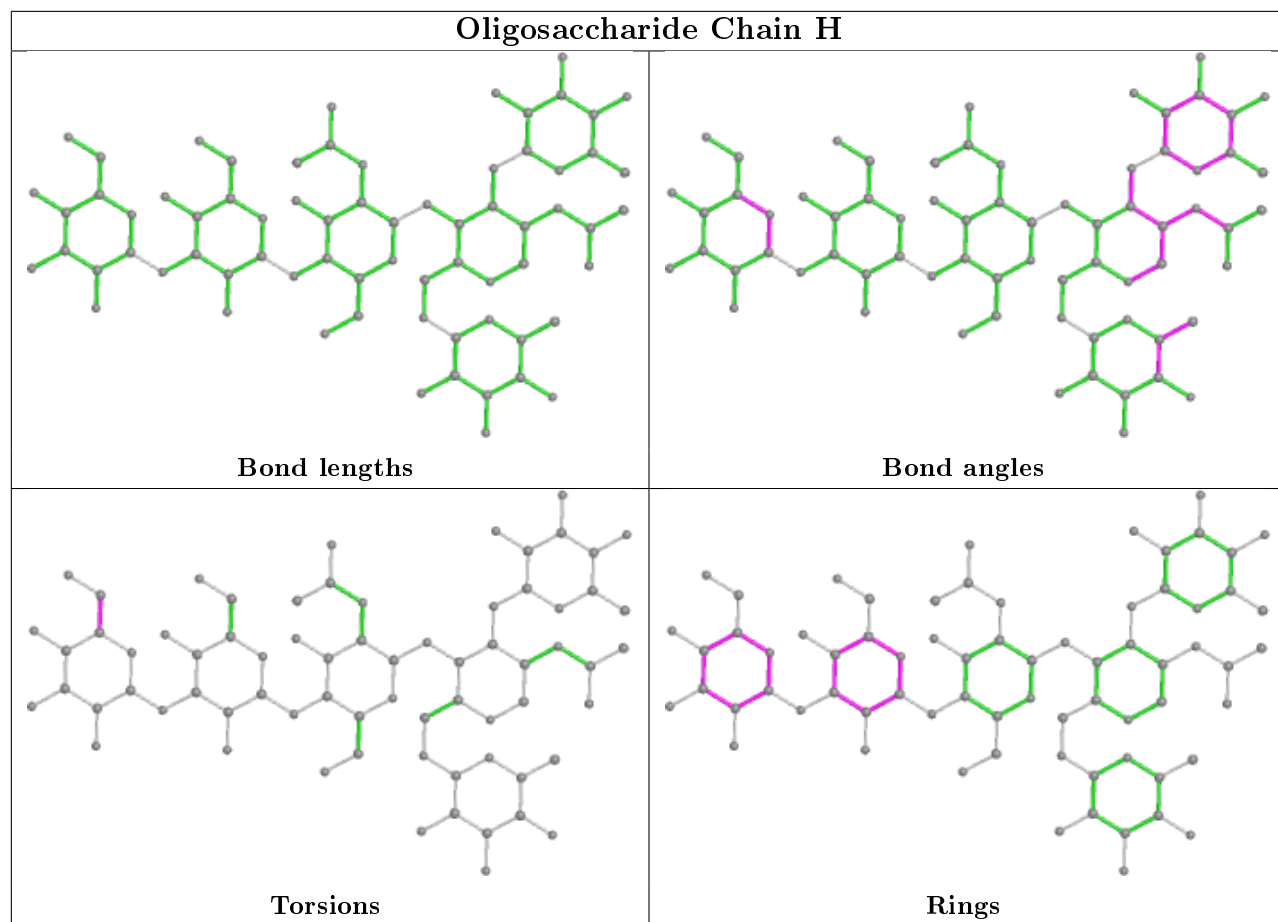 Oligosaccharide Chain H
Bond lengths
Bond angles
Torsions
Rings